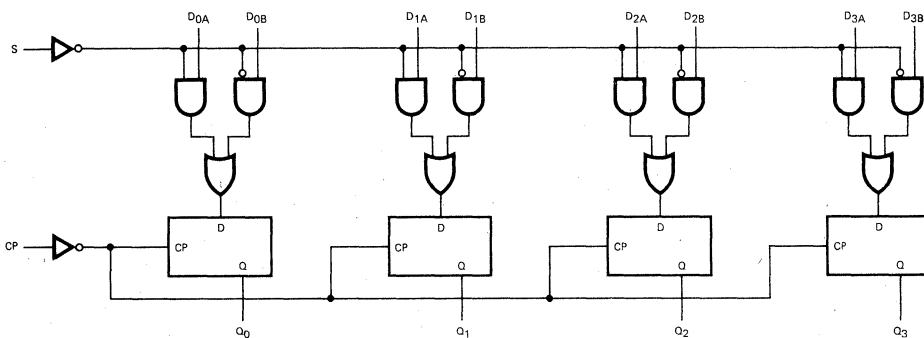 D0A D0B D1A D1B D2A D2B D3A D3B
S
D D D D
CP CP CP CP CP
Q Q Q Q
Q0 Q1 Q2 Q3